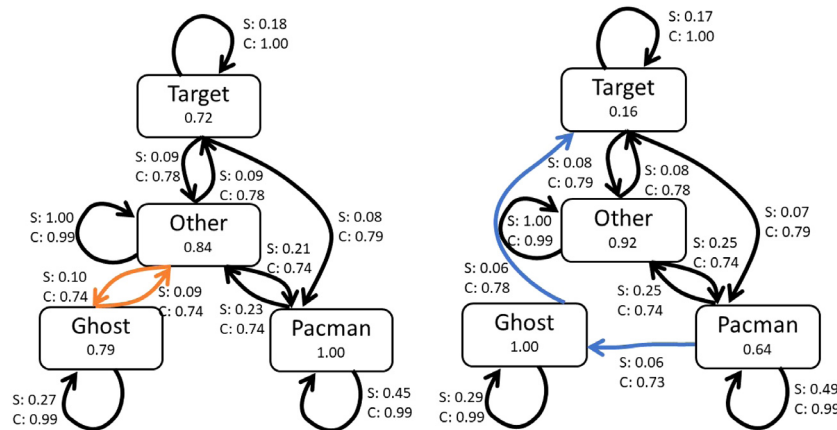 S: 0.18
C: 1.00
Target
0.72
S: 0.09
C: 0.78
S: 0.09
C: 0.78
S: 0.08
C: 0.79
S: 1.00
C: 0.99
Other
0.84
S: 0.10
C: 0.74
S: 0.09
C: 0.74
S: 0.21
C: 0.74
S: 0.23
C: 0.74
Ghost
0.79
Pacman
1.00
S: 0.27
C: 0.99
S: 0.45
C: 0.99
S: 0.17
C: 1.00
Target
0.16
S: 0.08
C: 0.79
S: 0.08
C: 0.78
S: 0.07
C: 0.79
S: 1.00
C: 0.99
Other
0.92
S: 0.06
C: 0.78
S: 0.25
C: 0.74
S: 0.25
C: 0.74
Ghost
1.00
Pacman
0.64
S: 0.06
C: 0.73
S: 0.29
C: 0.99
S: 0.49
C: 0.99